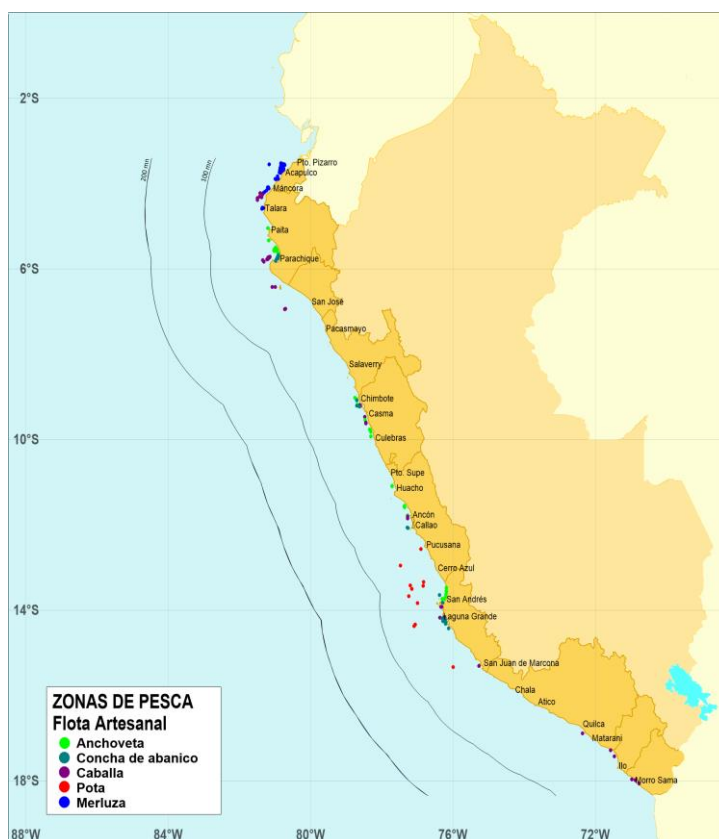 2°S
200 mn
100 mn
Pto. Pizarro
Acapulco
Máncora
Talara
Paita
6°S
Parachique
San José
Pacasmayo
Salaverry
Chimbote
Casma
10°S
Culebras
Pto. Supe
Huacho
Ancón
Callao
Pucusana
Cerro Azul
14°S
San Andrés
Laguna Grande
San Juan de Marcona
Chala
Atico
Quilca
Matarani
Ilo
Morro Sama
ZONAS DE PESCA
Flota Artesanal
Anchoveta
Concha de abanico
Caballa
Pota
Merluza
18°S
88°W 84°W 80°W 76°W 72°W